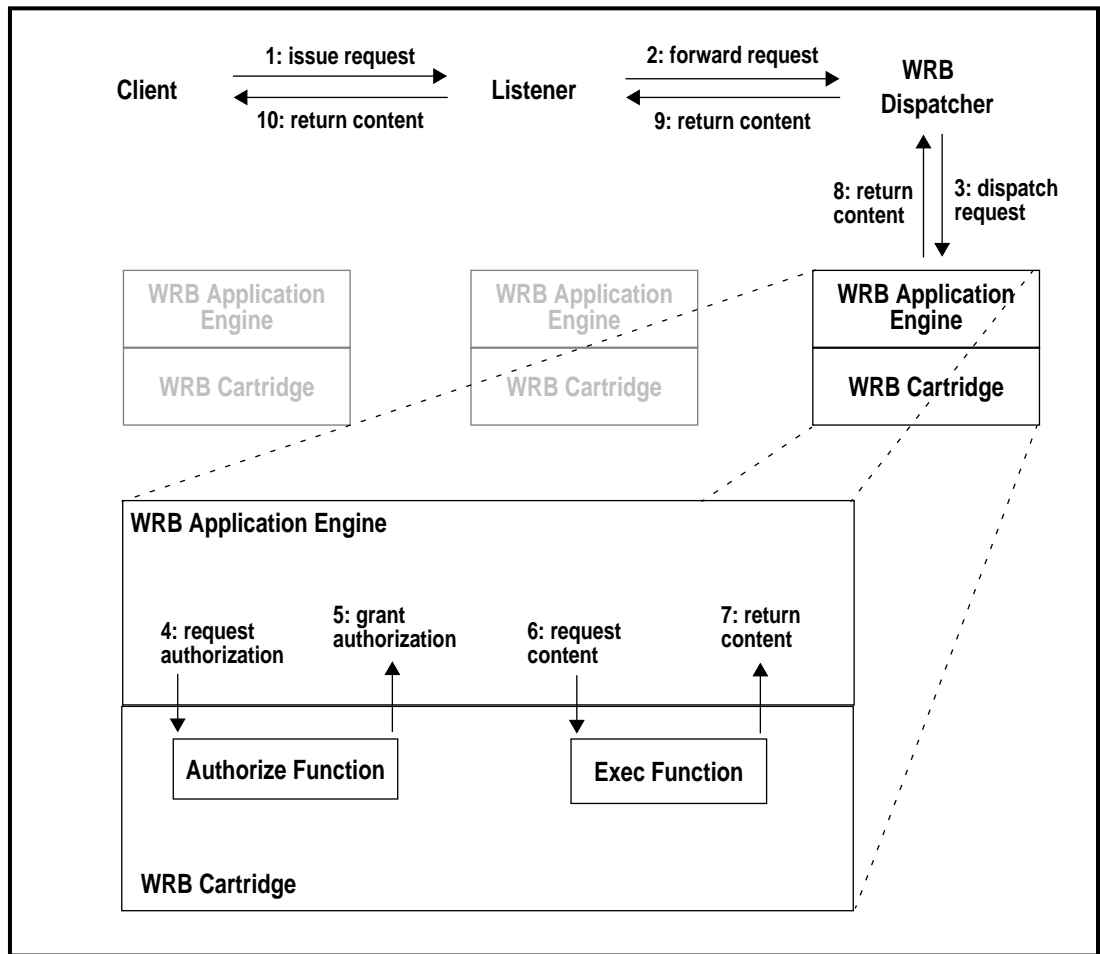 1: issue request
2: forward request
WRB
Client
Listener
Dispatcher
10: return content
9: return content
8: return
content
3: dispatch
request
WRB Application
Engine
WRB Cartridge
WRB Application
Engine
WRB Cartridge
WRB Application
Engine
WRB Cartridge
WRB Application Engine
4: request
authorization
5: grant
authorization
6: request
content
7: return
content
Authorize Function
Exec Function
WRB Cartridge